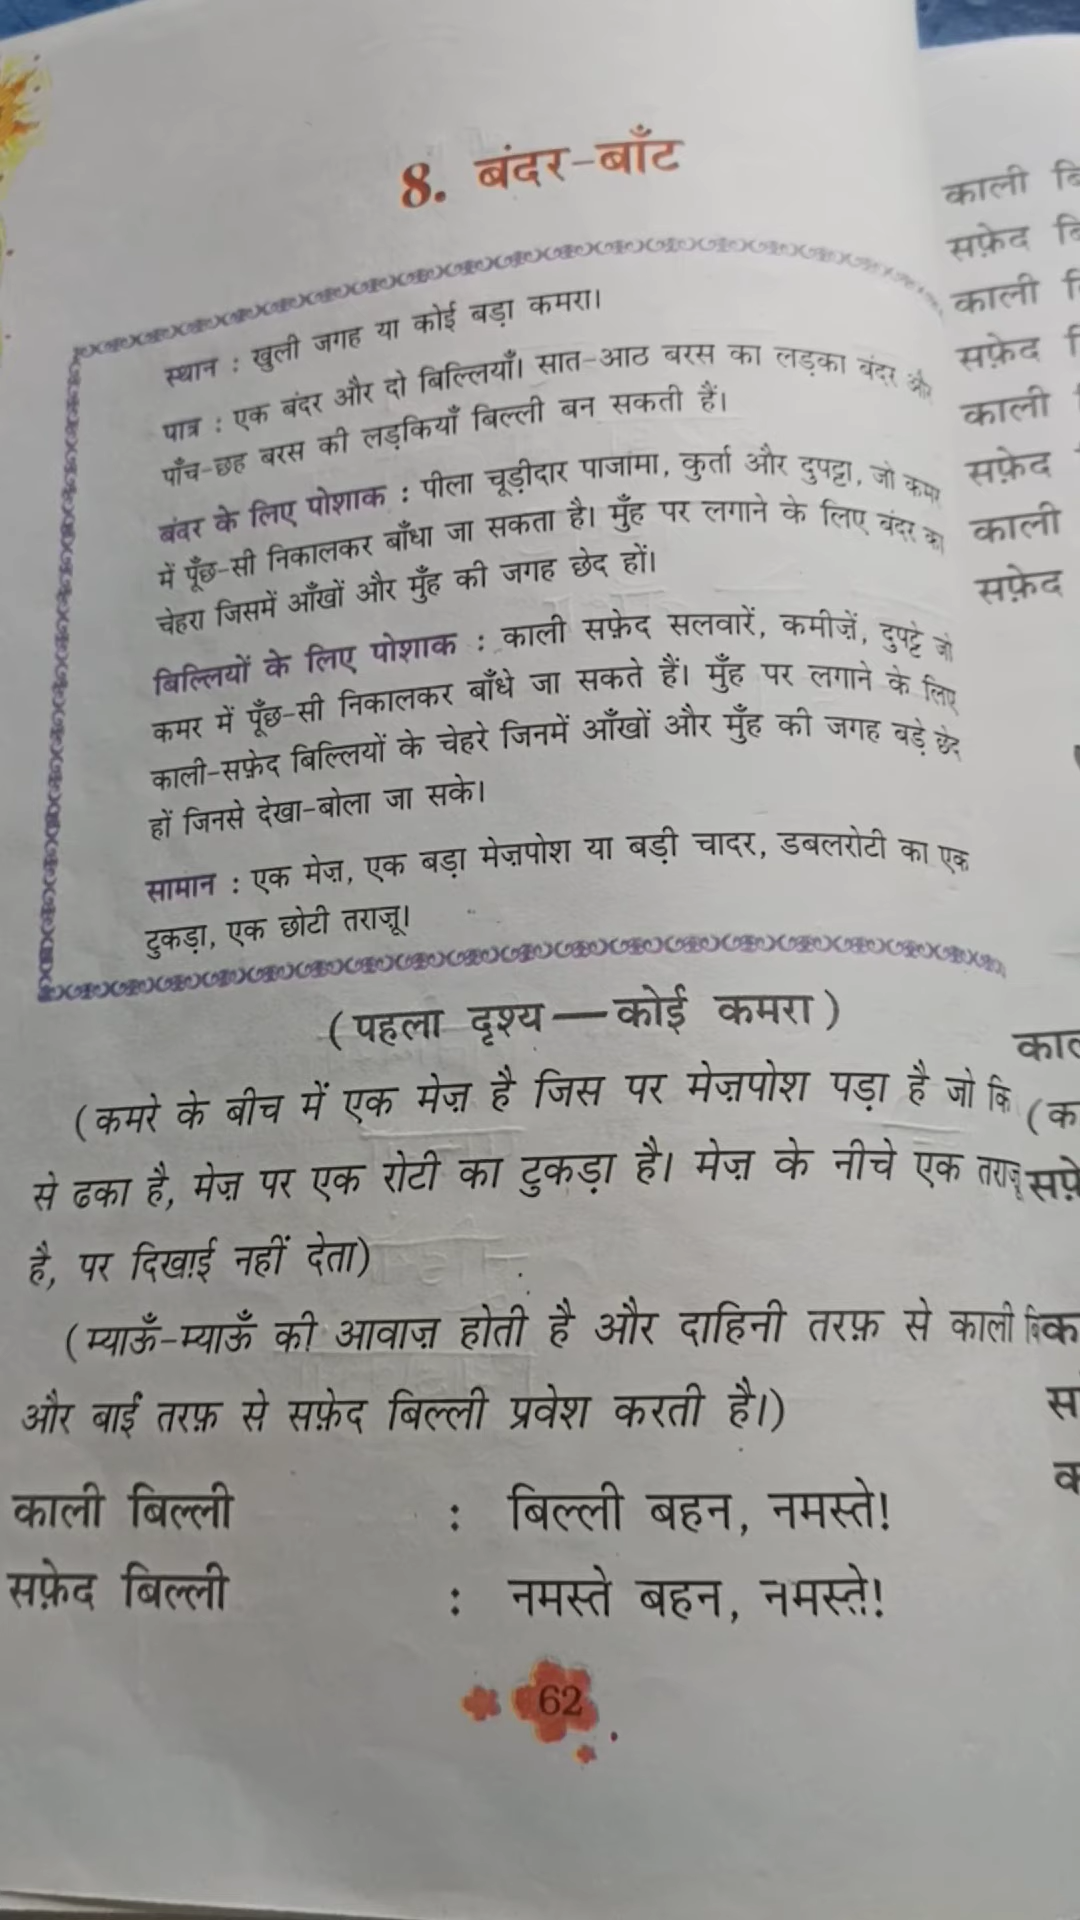 8. बंदर-बाँट
स्थान : खुली जगह या कोई बड़ा कमरा।
पात्र : एक बंदर और दो बिल्लियाँ। सात-आठ बरस का लड़का बंदर और
पाँच-छह बरस की लड़कियाँ बिल्ली बन सकती हैं।
बंदर के लिए पोशाक : पीला चूड़ीदार पाजामा, कुर्ता और दुपट्टा, जो कमर
में पूँछ-सी निकालकर बाँधा जा सकता है। मुँह पर लगाने के लिए बंदर का
चेहरा जिसमें आँखों और मुँह की जगह छेद हों।
बिल्लियों के लिए पोशाक : काली सफ़ेद सलवारें, कमीज़ें, दुपट्टे जो
कमर में पूँछ-सी निकालकर बाँधे जा सकते हैं। मुँह पर लगाने के लिए
काली-सफ़ेद बिल्लियों के चेहरे जिनमें आँखों और मुँह की जगह बड़े छेद
हों जिनसे देखा-बोला जा सके।
सामान : एक मेज़, एक बड़ा मेज़पोश या बड़ी चादर, डबलरोटी का एक
टुकड़ा, एक छोटी तराज़ू।
(पहला दृश्य—कोई कमरा)
(कमरे के बीच में एक मेज़ है जिस पर मेज़पोश पड़ा है जो कि
से ढका है, मेज़ पर एक रोटी का टुकड़ा है। मेज़ के नीचे एक तराज़ू
है, पर दिखाई नहीं देता)
(म्याऊँ-म्याऊँ की आवाज़ होती है और दाहिनी तरफ़ से काली
और बाईं तरफ़ से सफ़ेद बिल्ली प्रवेश करती है।)
काली बिल्ली : बिल्ली बहन, नमस्ते!
सफ़ेद बिल्ली : नमस्ते बहन, नमस्ते!
62
काली
सफ़ेद
काली
सफ़ेद
काली
सफ़ेद
काली
सफ़ेद